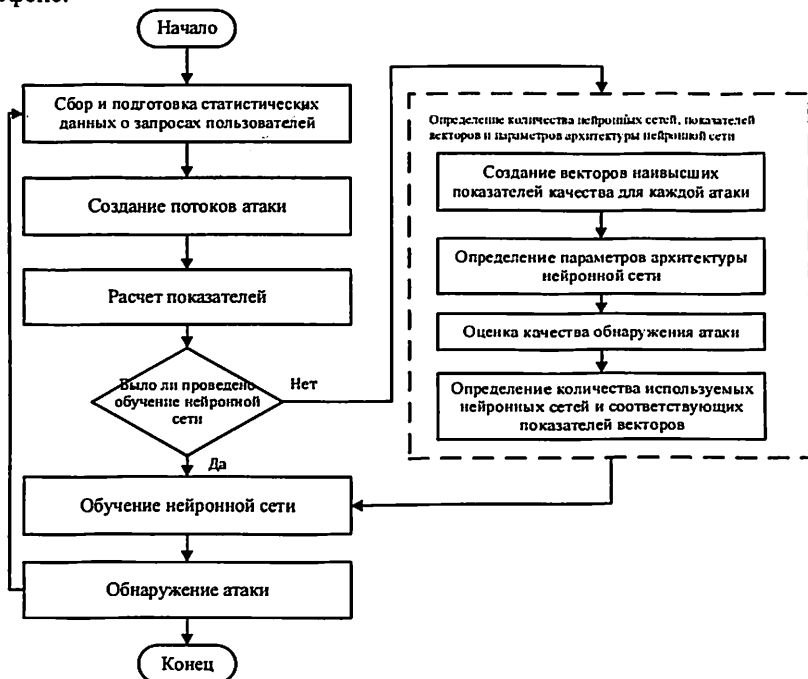 Начало
Сбор и подготовка статистических
данных о запросах пользователей
Создание потоков атаки
Расчет показателей
Было ли проведено
обучение нейронной
сети
Нет
Да
Обучение нейронной сети
Обнаружение атаки
Конец
Определение количества нейронных сетей, показателей
векторов и параметров архитектуры нейронной сети
Создание векторов наивысших
показателей качества для каждой атаки
Определение параметров архитектуры
нейронной сети
Оценка качества обнаружения атаки
Определение количества используемых
нейронных сетей и соответствующих
показателей векторов